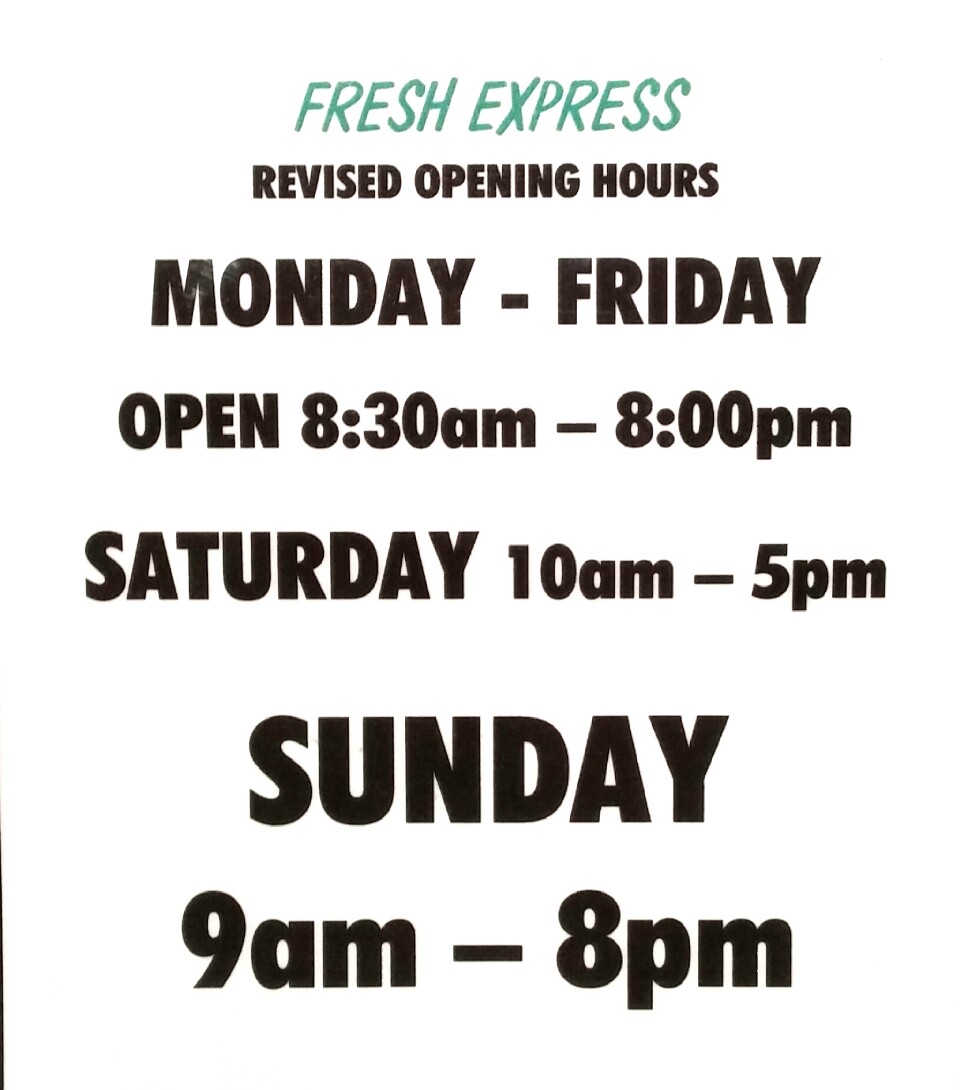 FRESH EXPRESS
REVISED OPENING HOURS
MONDAY - FRIDAY
OPEN 8:30am – 8:00pm
SATURDAY 10am – 5pm
SUNDAY
9am – 8pm